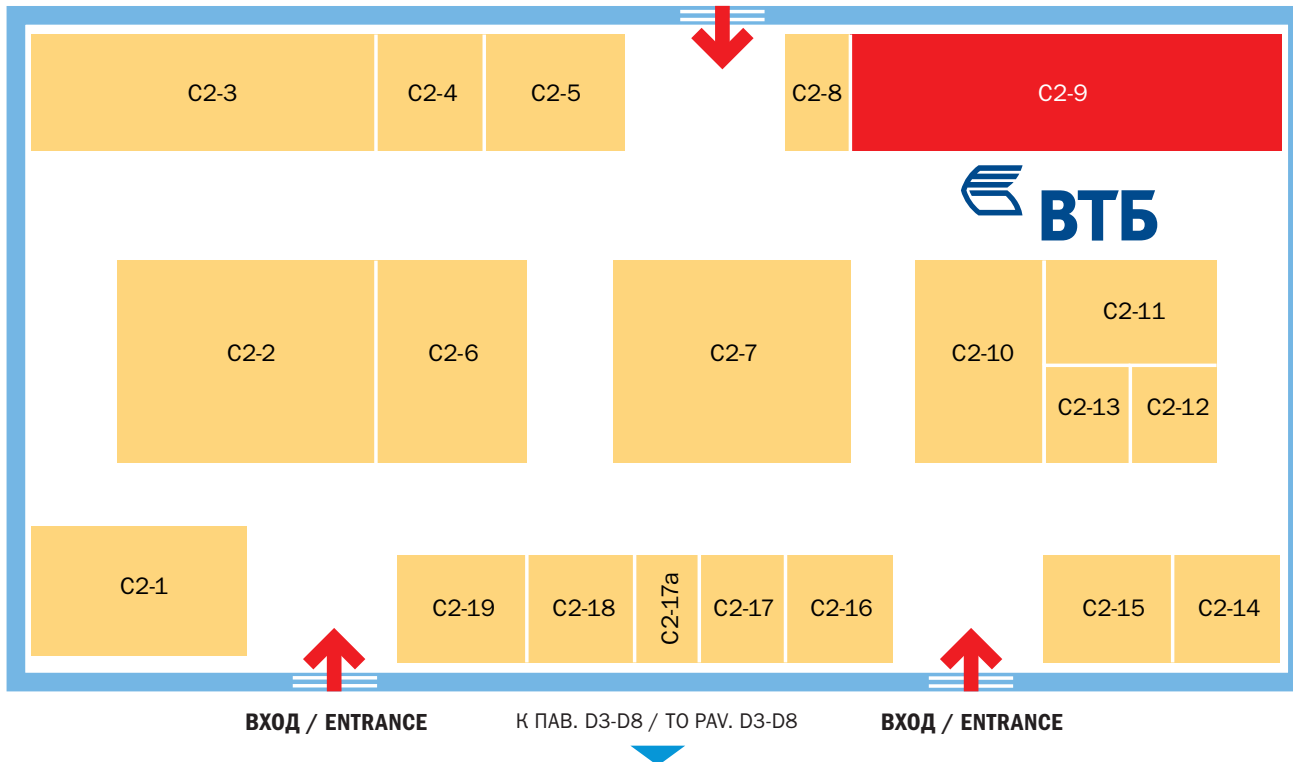 C2-3
C2-4
C2-5
C2-8
C2-9
ВТБ
C2-2
C2-6
C2-7
C2-10
C2-11
C2-13
C2-12
C2-1
C2-19
C2-18
C2-17a
C2-17
C2-16
C2-15
C2-14
ВХОД / ENTRANCE
К ПАВ. D3-D8 / TO PAV. D3-D8
ВХОД / ENTRANCE